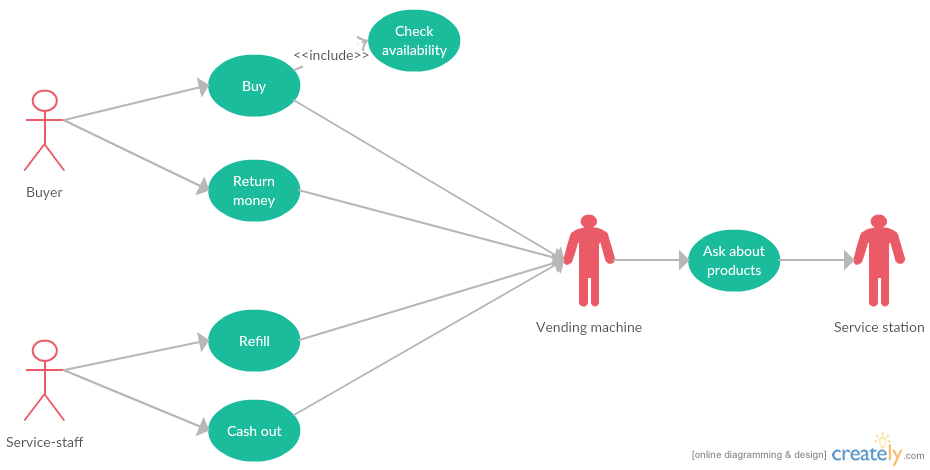 Check
availability
<<include>>
Buy
Buyer
Return
money
Ask about
products
Vending machine
Service station
Refill
Service-staff
Cash out
[online diagramming & design] creately.com